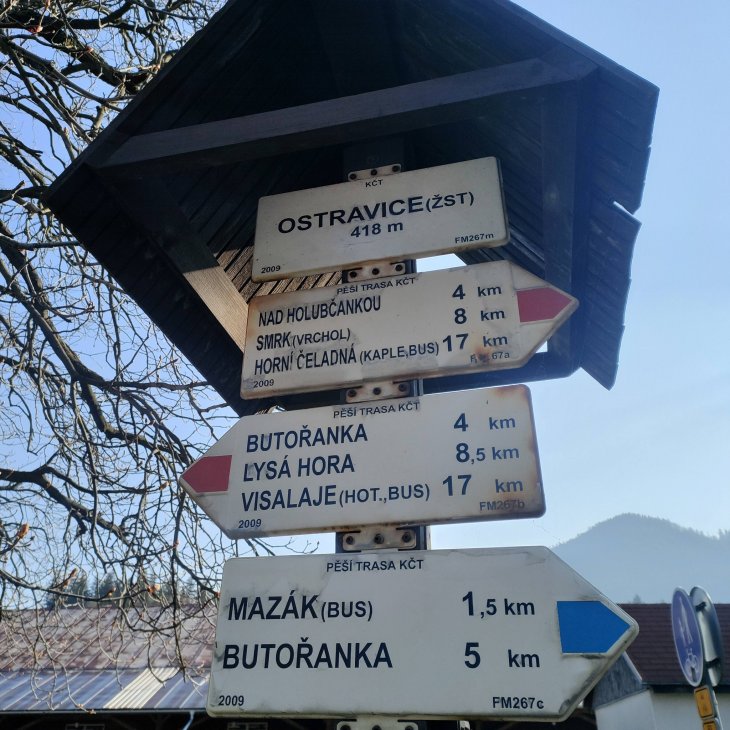 KČT
OSTRAVICE (ŽST)
418 m
2009 FM267m
PĚŠÍ TRASA KČT
NAD HOLUBČANKOU 4 km
SMRK (VRCHOL) 8 km
HORNÍ ČELADNÁ (KAPLE,BUS) 17 km
2009 FM267a
PĚŠÍ TRASA KČT
BUTOŘANKA 4 km
LYSÁ HORA 8,5 km
VISALAJE (HOT.,BUS) 17 km
2009 FM267b
PĚŠÍ TRASA KČT
MAZÁK (BUS) 1,5 km
BUTOŘANKA 5 km
2009 FM267c